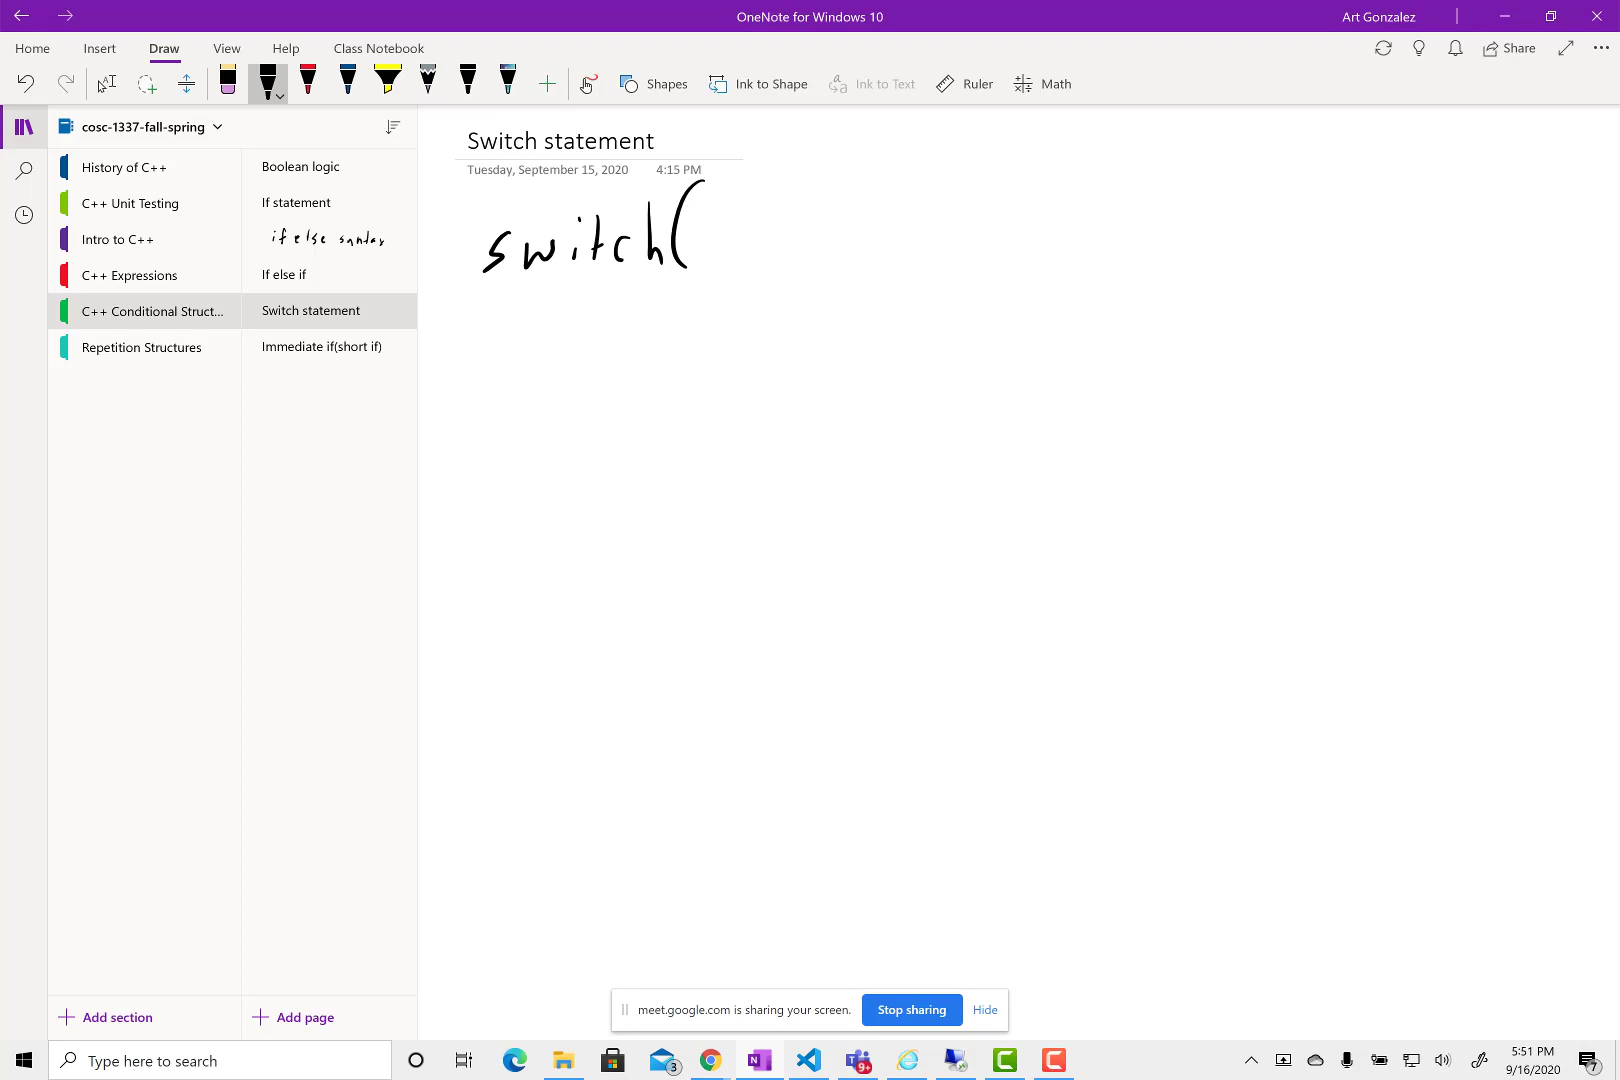 OneNote for Windows 10
Art Gonzalez
Home Insert Draw View Help Class Notebook
Share
Shapes Ink to Shape Ink to Text Ruler Math
cosc-1337-fall-spring
History of C++
C++ Unit Testing
Intro to C++
C++ Expressions
C++ Conditional Struct...
Repetition Structures
Boolean logic
If statement
if else syntax
If else if
Switch statement
Immediate if(short if)
Switch statement
Tuesday, September 15, 2020 4:15 PM
switch(
Add section
Add page
meet.google.com is sharing your screen.
Stop sharing
Hide
Type here to search
3
9+
5:51 PM
9/16/2020
7